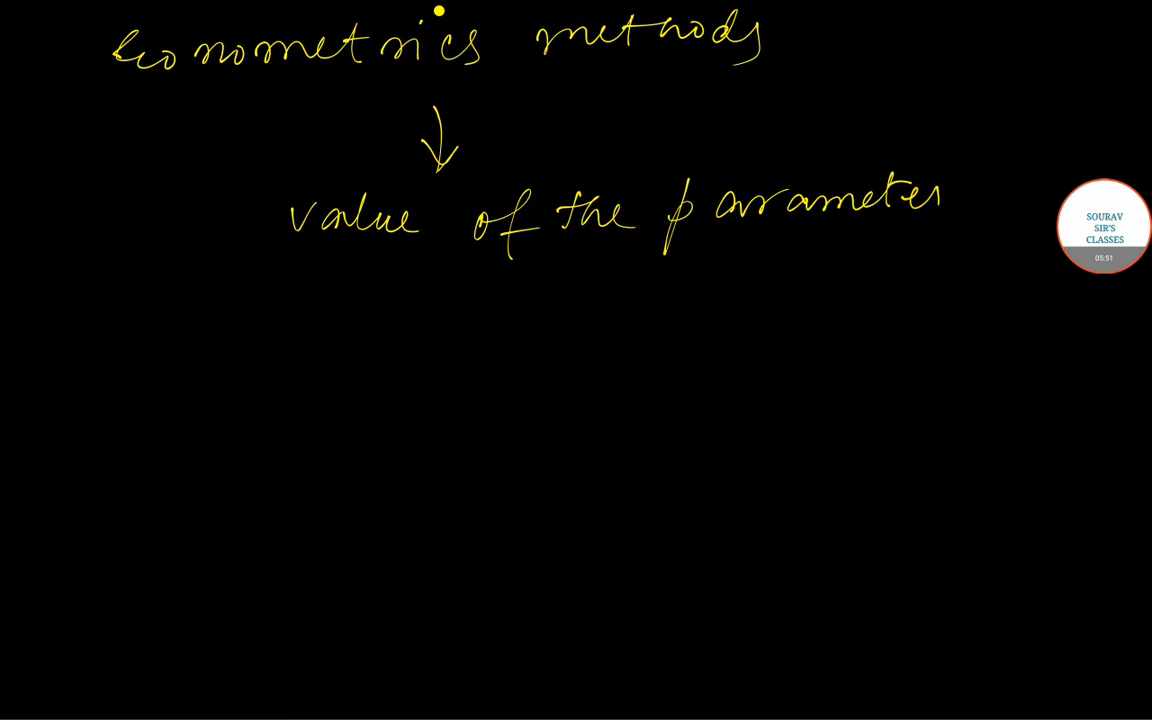 Econometrics methods
↓
value of the parameter
SOURAV
SIR'S
CLASSES
05:51